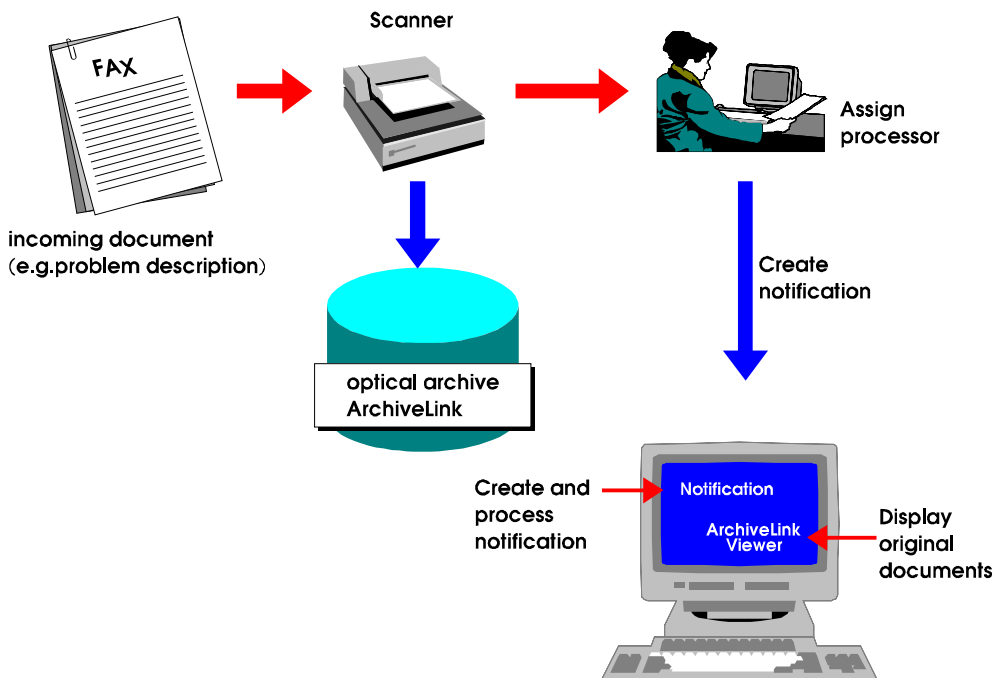 Scanner
FAX
Assign
processor
incoming document
(e.g.problem description)
Create
notification
optical archive
ArchiveLink
Create and
process
notification
Notification
ArchiveLink
Viewer
Display
original
documents